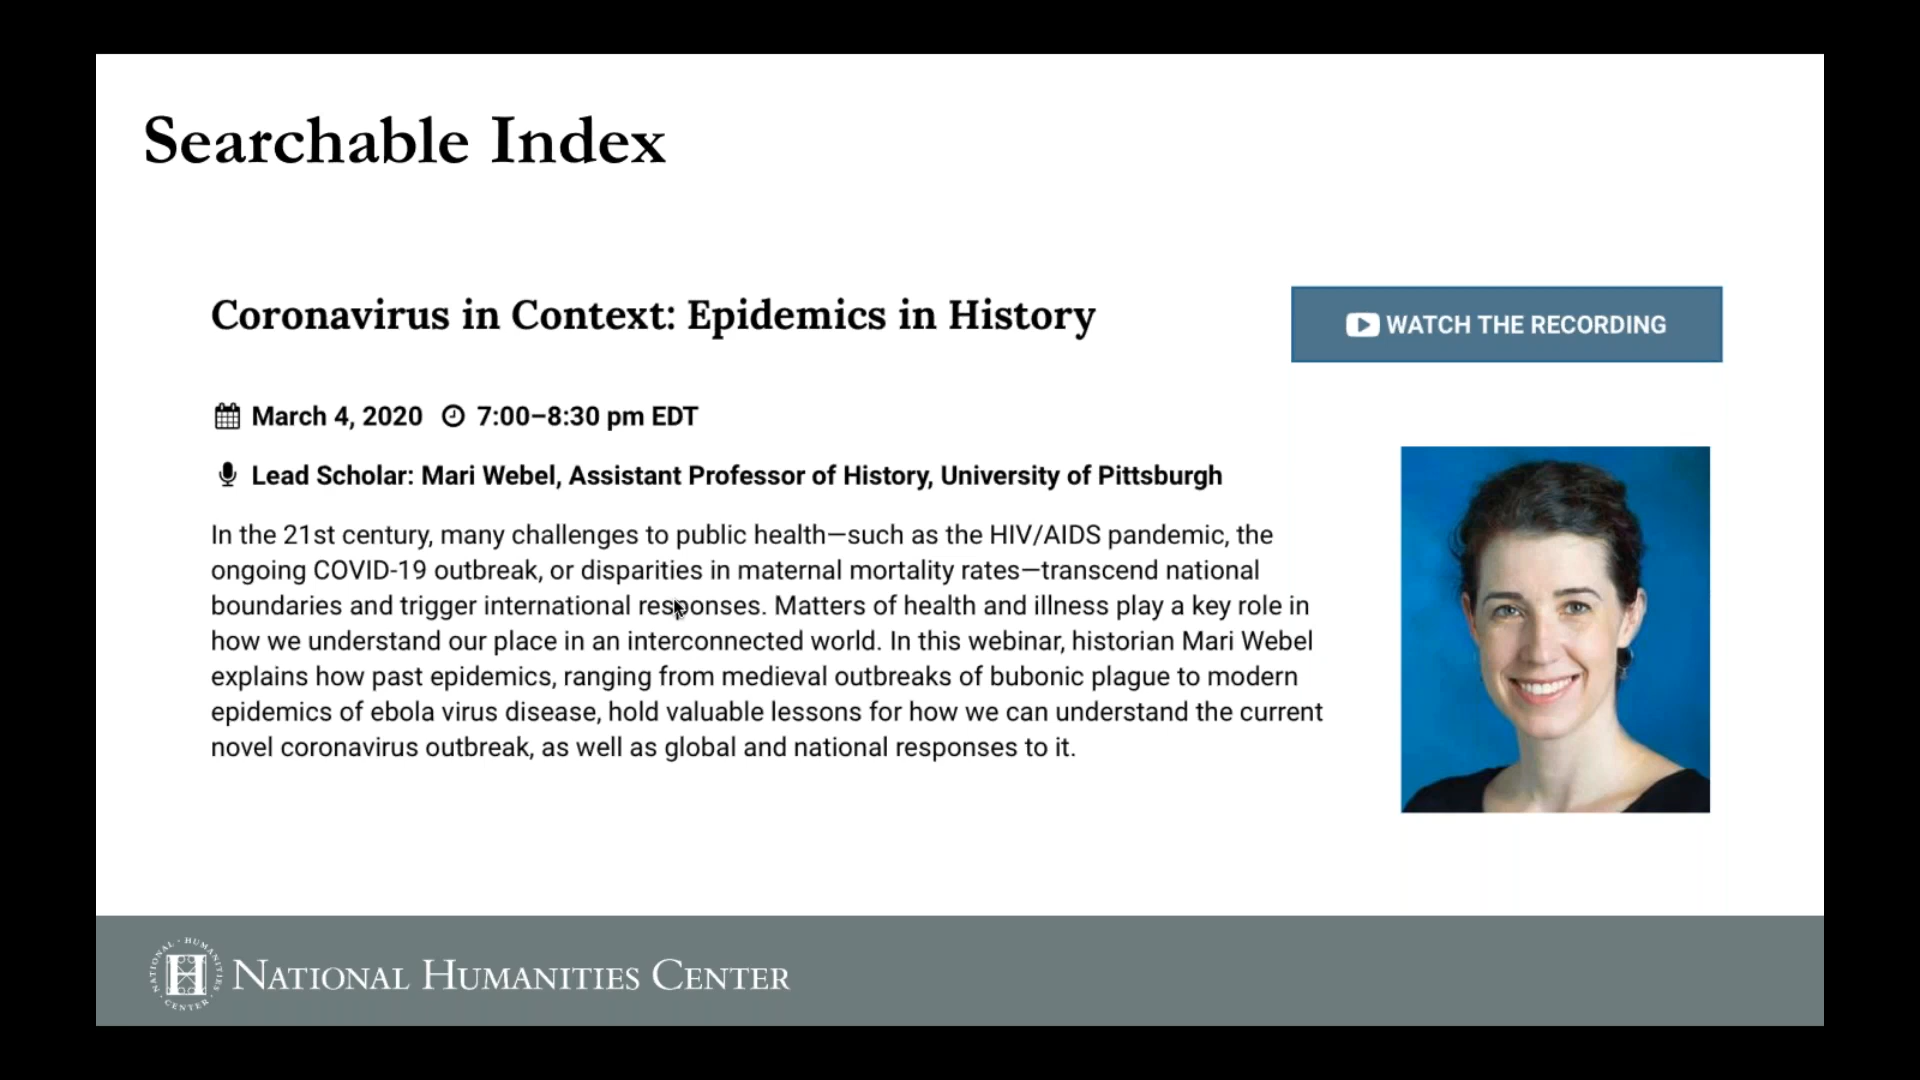 Searchable Index
Coronavirus in Context: Epidemics in History
WATCH THE RECORDING
March 4, 2020 7:00–8:30 pm EDT
Lead Scholar: Mari Webel, Assistant Professor of History, University of Pittsburgh
In the 21st century, many challenges to public health—such as the HIV/AIDS pandemic, the
ongoing COVID-19 outbreak, or disparities in maternal mortality rates—transcend national
boundaries and trigger international responses. Matters of health and illness play a key role in
how we understand our place in an interconnected world. In this webinar, historian Mari Webel
explains how past epidemics, ranging from medieval outbreaks of bubonic plague to modern
epidemics of ebola virus disease, hold valuable lessons for how we can understand the current
novel coronavirus outbreak, as well as global and national responses to it.
NATIONAL · HUMANITIES · CENTER ·
H
NATIONAL HUMANITIES CENTER